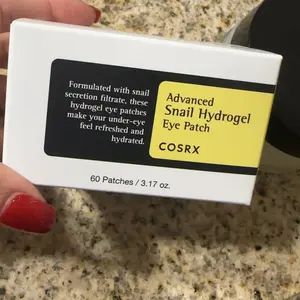 Formulated with snail
secretion filtrate, these
hydrogel eye patches
make your under-eye
feel refreshed and
hydrated.
Advanced
Snail Hydrogel
Eye Patch
COSRX
60 Patches / 3.17 oz.